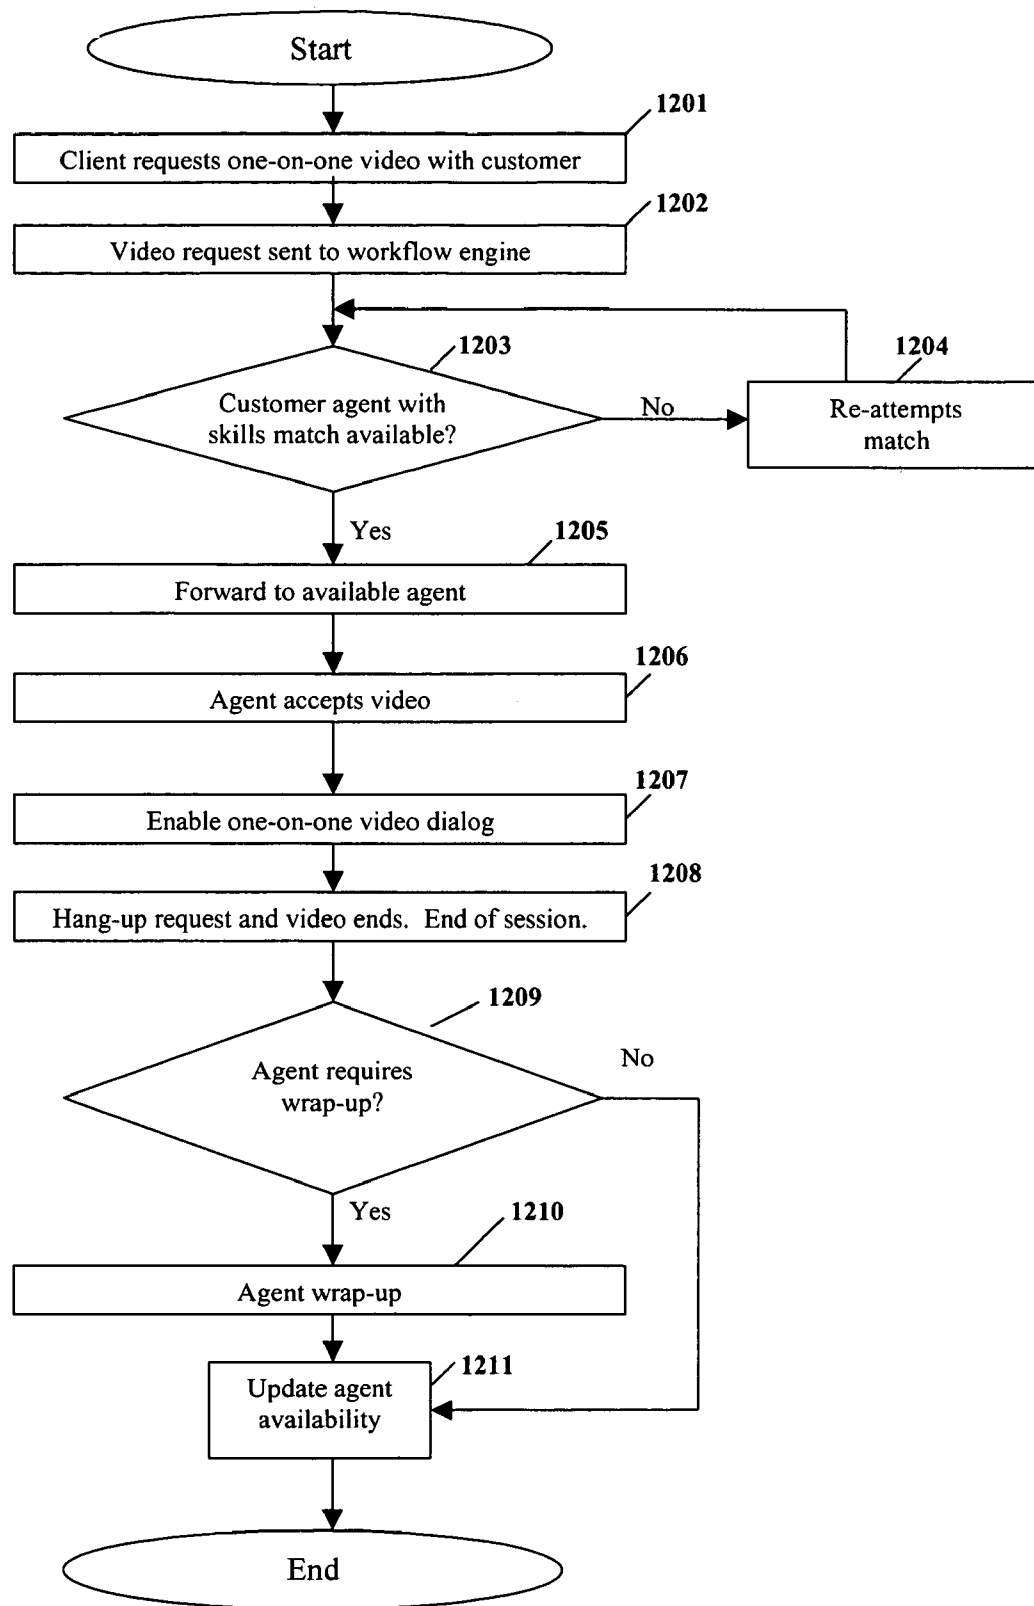 Start
1201
Client requests one-on-one video with customer
1202
Video request sent to workflow engine
1203
Customer agent with
skills match available?
No
1204
Re-attempts
match
Yes
1205
Forward to available agent
1206
Agent accepts video
1207
Enable one-on-one video dialog
1208
Hang-up request and video ends. End of session.
1209
Agent requires
wrap-up?
No
Yes
1210
Agent wrap-up
1211
Update agent
availability
End